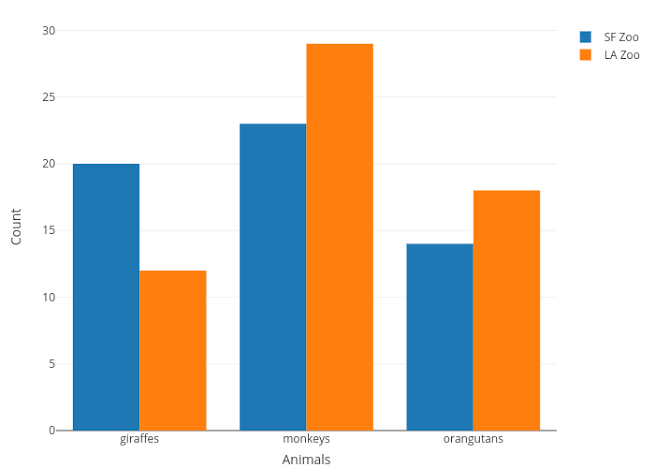 30
25
20
15
10
5
0
Count
giraffes
monkeys
orangutans
Animals
SF Zoo
LA Zoo